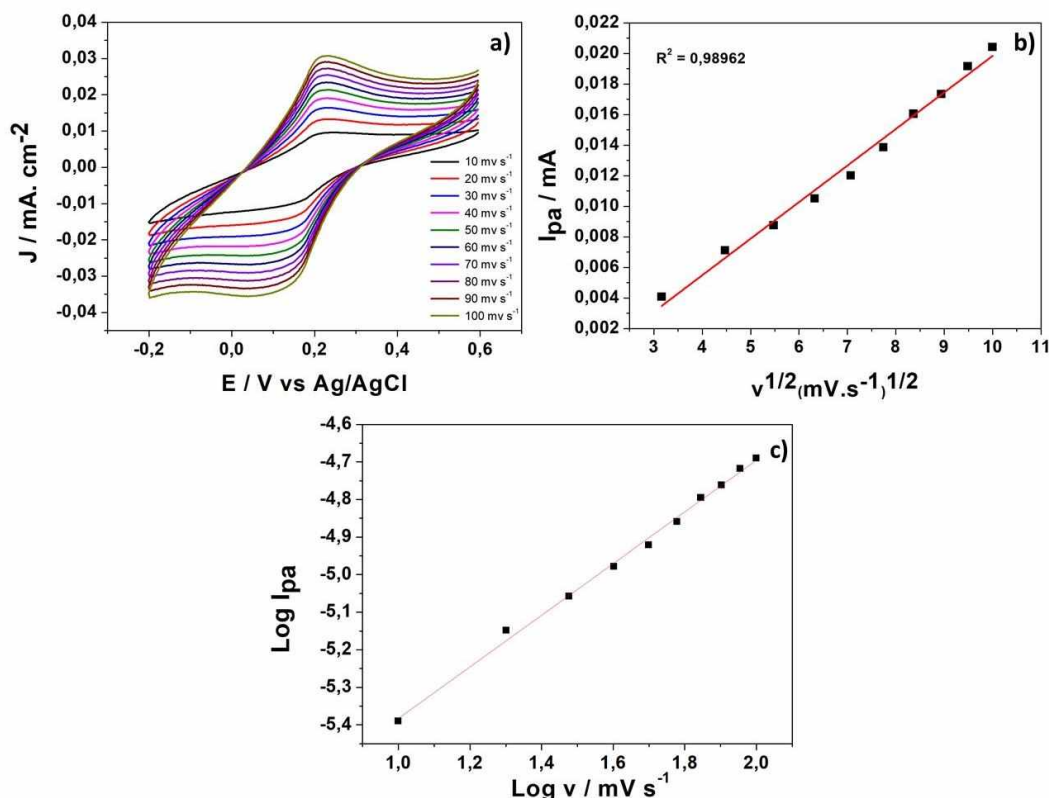 a)
0,04
0,03
0,02
0,01
0,00
-0,01
-0,02
-0,03
-0,04
J / mA. cm-2
-0,2
0,0
0,2
0,4
0,6
E / V vs Ag/AgCl
10 mv s-1
20 mv s-1
30 mv s-1
40 mv s-1
50 mv s-1
60 mv s-1
70 mv s-1
80 mv s-1
90 mv s-1
100 mv s-1
b)
R2 = 0,98962
0,022
0,020
0,018
0,016
0,014
0,012
0,010
0,008
0,006
0,004
0,002
Ipa / mA
3
4
5
6
7
8
9
10
11
v1/2(mV.s-1)1/2
c)
-4,6
-4,7
-4,8
-4,9
-5,0
-5,1
-5,2
-5,3
-5,4
Log Ipa
1,0
1,2
1,4
1,6
1,8
2,0
Log v / mV s-1